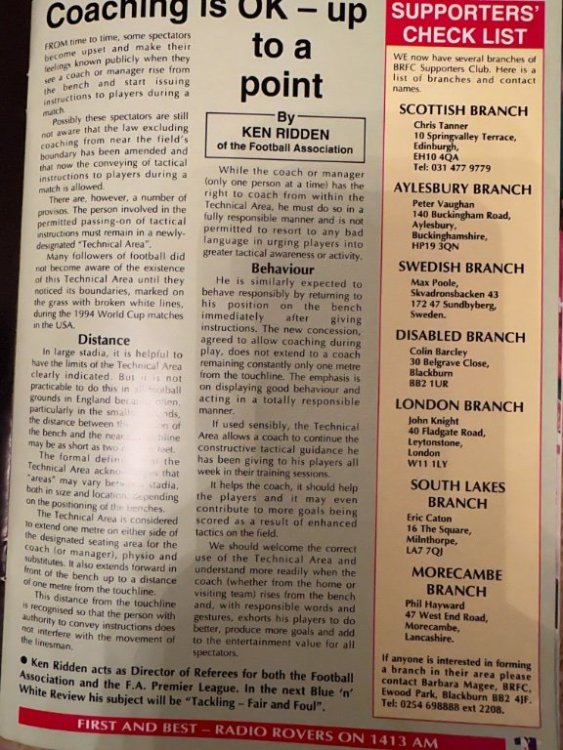 Coaching is OK – up
to a
point
By
KEN RIDDEN
of the Football Association
FROM time to time, some spectators
become upset and make their
feelings known publicly when they
see a coach or manager rise from
the bench and start issuing
instructions to players during a
match.
Possibly these spectators are still
not aware that the law excluding
coaching from near the field's
boundary has been amended and
that now the conveying of tactical
instructions to players during a
match is allowed.
There are, however, a number of
provisos. The person involved in the
permitted passing-on of tactical
instructions must remain in a newly-
designated "Technical Area".
Many followers of football did
not become aware of the existence
of this Technical Area until they
noticed its boundaries, marked on
the grass with broken white lines,
during the 1994 World Cup matches
in the USA.
Distance
In large stadia, it is helpful to
have the limits of the Technical Area
clearly indicated. But it is not
practicable to do this in all football
grounds in England because often,
particularly in the smaller grounds,
the distance between the of
the bench and the touchline
may be as short as two feet.
The formal of the
Technical Area that
"areas" may vary between stadia,
both in size and location, depending
on the positioning of the benches.
The Technical Area is considered
to extend one metre on either side of
the designated seating area for the
coach (or manager), physio and
substitutes. It also extends forward in
front of the bench up to a distance
of one metre from the touchline.
This distance from the touchline
is recognised so that the person with
authority to convey instructions does
not interfere with the movement of
the linesman.
While the coach or manager
(only one person at a time) has the
right to coach from within the
Technical Area, he must do so in a
fully responsible manner and is not
permitted to resort to any bad
language in urging players into
greater tactical awareness or activity.
Behaviour
He is similarly expected to
behave responsibly by returning to
his position on the bench
immediately after giving
instructions. The new concession,
agreed to allow coaching during
play, does not extend to a coach
remaining constantly only one metre
from the touchline. The emphasis is
on displaying good behaviour and
acting in a totally responsible
manner.
If used sensibly, the Technical
Area allows a coach to continue the
constructive tactical guidance he
has been giving to his players all
week in their training sessions.
It helps the coach, it should help
the players and it may even
contribute to more goals being
scored as a result of enhanced
tactics on the field.
We should welcome the correct
use of the Technical Area and
understand more readily when the
coach (whether from the home or
visiting team) rises from the bench
and, with responsible words and
gestures, exhorts his players to do
better, produce more goals and add
to the entertainment value for all
spectators.
● Ken Ridden acts as Director of Referees for both the Football
Association and the F.A. Premier League. In the next Blue 'n'
White Review his subject will be "Tackling – Fair and Foul".
SUPPORTERS'
CHECK LIST
WE now have several branches of
BRFC Supporters Club. Here is a
list of branches and contact
names.
SCOTTISH BRANCH
Chris Tanner
10 Springvalley Terrace,
Edinburgh,
EH10 4QA
Tel: 031 477 9779
AYLESBURY BRANCH
Peter Vaughan
140 Buckingham Road,
Aylesbury,
Buckinghamshire,
HP19 3QN
SWEDISH BRANCH
Max Poole,
Skvadronsbacken 43
172 47 Sundbyberg,
Sweden.
DISABLED BRANCH
Colin Barcley
30 Belgrave Close,
Blackburn
BB2 1UR
LONDON BRANCH
John Knight
40 Fladgate Road,
Leytonstone,
London
W11 1LY
SOUTH LAKES
BRANCH
Eric Caton
16 The Square,
Milnthorpe,
LA7 7QJ
MORECAMBE
BRANCH
Phil Hayward
47 West End Road,
Morecambe,
Lancashire.
If anyone is interested in forming
a branch in their area please
contact Barbara Magee, BRFC,
Ewood Park, Blackburn BB2 4JF.
Tel: 0254 698888 ext 2208.
FIRST AND BEST – RADIO ROVERS ON 1413 AM